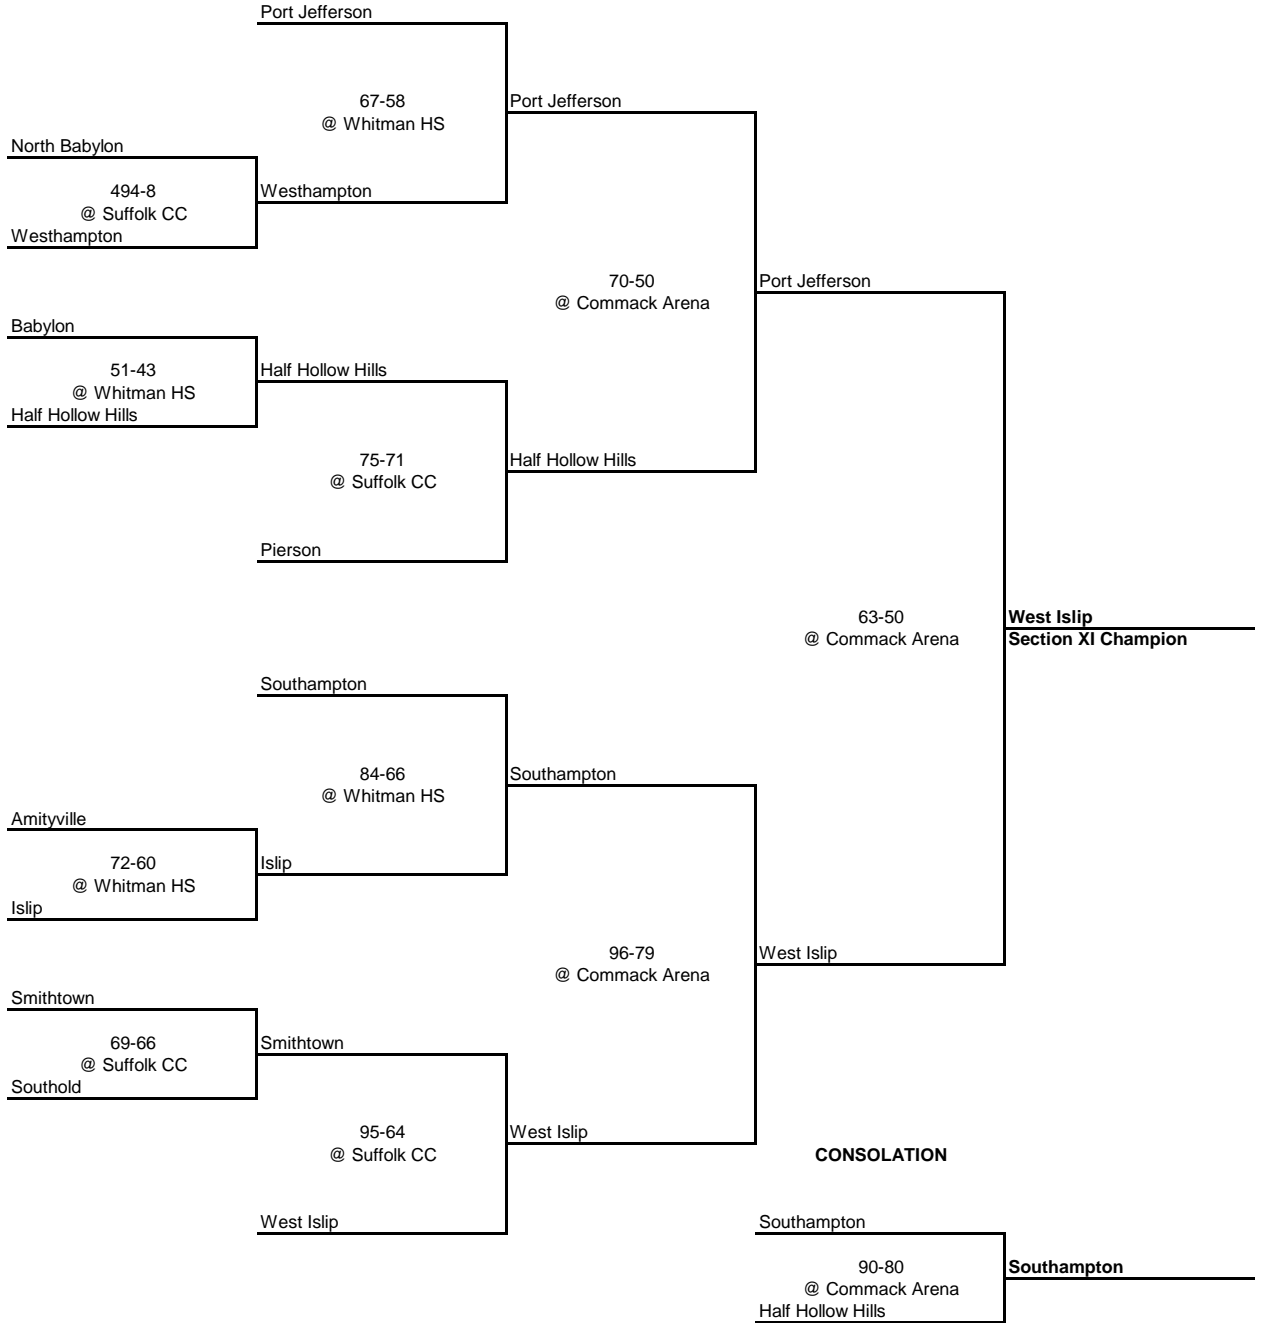 Port Jefferson
67-58
@ Whitman HS
Port Jefferson
North Babylon
494-8
@ Suffolk CC
Westhampton
Westhampton
70-50
@ Commack Arena
Port Jefferson
Babylon
51-43
@ Whitman HS
Half Hollow Hills
Half Hollow Hills
75-71
@ Suffolk CC
Half Hollow Hills
Pierson
63-50
@ Commack Arena
West Islip
Section XI Champion
Southampton
84-66
@ Whitman HS
Southampton
Amityville
72-60
@ Whitman HS
Islip
Islip
96-79
@ Commack Arena
West Islip
Smithtown
69-66
@ Suffolk CC
Smithtown
Southold
95-64
@ Suffolk CC
West Islip
CONSOLATION
West Islip
Southampton
90-80
@ Commack Arena
Southampton
Half Hollow Hills